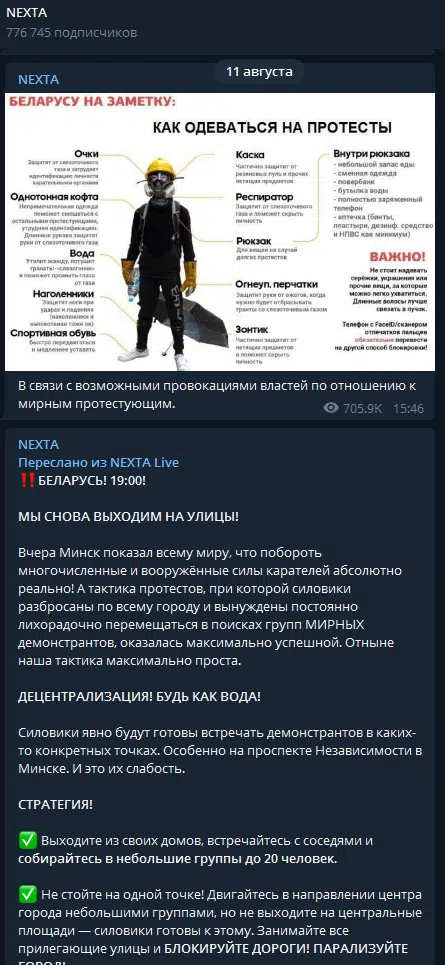 NEXTA
776 745 подписчиков
11 августа
NEXTA
БЕЛАРУСУ НА ЗАМЕТКУ:
КАК ОДЕВАТЬСЯ НА ПРОТЕСТЫ
Очки
Защитят от слезоточивого
газа и затруднят
идентификацию личности
карательными органами
Однотонная кофта
Непримечательная одежда
поможет смешаться с
остальными протестующими,
утруднив идентификацию.
Длинные рукава защитят
руки от слезоточивого газа
Вода
Утолит жажду, потушит
гранаты-«слезогонки»
и поможет промыть глаза
от газа
Наголенники
Защитят ноги при
ударах и падениях
(наколенники и
налокотники тоже ок)
Спортивная обувь
Быстро передвигаться
и медленнее уставать
Каска
Частично защитит от
резиновых пуль и прочих
летящих предметов
Респиратор
Защитит от слезоточивого
газа и поможет скрыть
личность
Рюкзак
Для вещей на случай
долгих протестов
Огнеуп. перчатки
Защитят руки от ожогов, когда
нужно будет отбрасывать
гранты со слезоточивым газом
Зонтик
Частично защитит от
летящих предметов
и поможет скрыть
личность
Внутри рюкзака
- небольшой запас еды
- сменная одежда
- повербанк
- бутылка воды
- полностью заряженный
телефон
- аптечка (бинты,
пластыри, дезинф. средство
и НПВС как минимум)
ВАЖНО!
Не стоит надевать
серёжки, украшения или
прочие вещи, за которые
можно легко ухватиться.
Длинные волосы лучше
связать в пучок.
Телефон с FaceID/сканером
отпечатков пальцев
обязательно перевести
на другой способ блокировки!
В связи с возможными провокациями властей по отношению к
мирным протестующим.
705.9K 15:46
NEXTA
Переслано из NEXTA Live
‼️БЕЛАРУСЬ! 19:00!
МЫ СНОВА ВЫХОДИМ НА УЛИЦЫ!
Вчера Минск показал всему миру, что побороть
многочисленные и вооружённые силы карателей абсолютно
реально! А тактика протестов, при которой силовики
разбросаны по всему городу и вынуждены постоянно
лихорадочно перемещаться в поисках групп МИРНЫХ
демонстрантов, оказалась максимально успешной. Отныне
наша тактика максимально проста.
ДЕЦЕНТРАЛИЗАЦИЯ! БУДЬ КАК ВОДА!
Силовики явно будут готовы встречать демонстрантов в каких-
то конкретных точках. Особенно на проспекте Независимости в
Минске. И это их слабость.
СТРАТЕГИЯ!
✅ Выходите из своих домов, встречайтесь с соседями и
собирайтесь в небольшие группы до 20 человек.
✅ Не стойте на одной точке! Двигайтесь в направлении центра
города небольшими группами, но не выходите на центральные
площади — силовики готовы к этому. Занимайте все
прилегающие улицы и БЛОКИРУЙТЕ ДОРОГИ! ПАРАЛИЗУЙТЕ
ГОРОД!